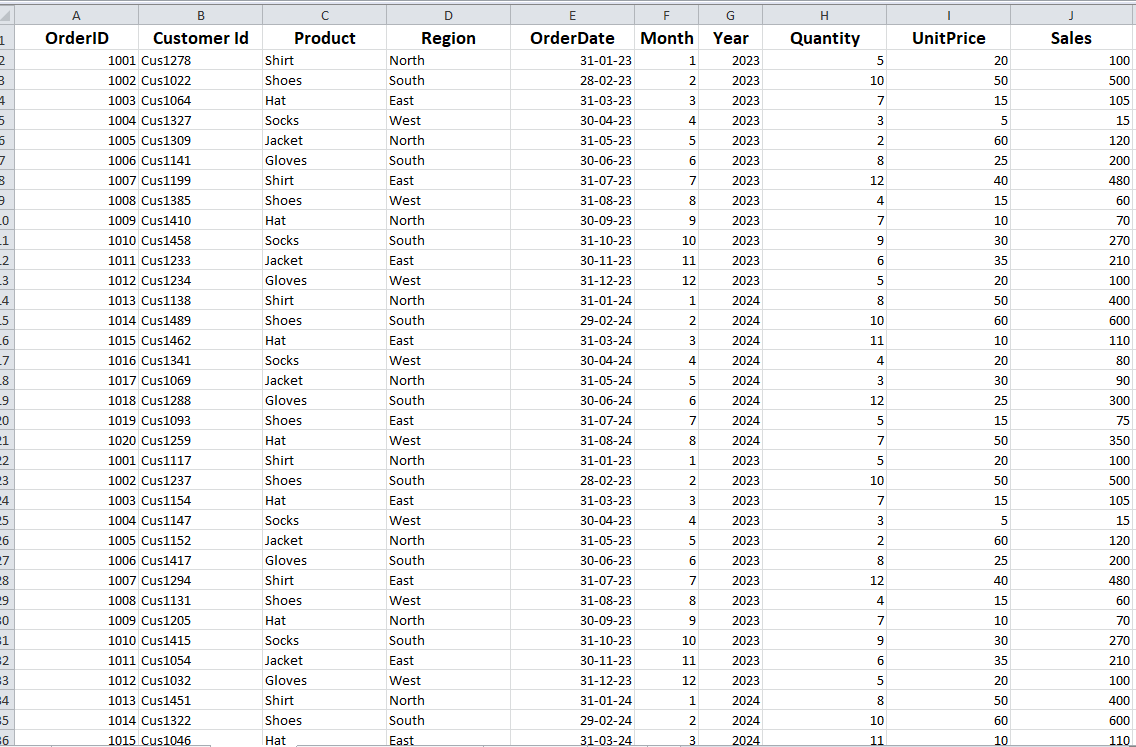 A B C D E F G H I J
1 OrderID Customer Id Product Region OrderDate Month Year Quantity UnitPrice Sales
2 1001 Cus1278 Shirt North 31-01-23 1 2023 5 20 100
3 1002 Cus1022 Shoes South 28-02-23 2 2023 10 50 500
4 1003 Cus1064 Hat East 31-03-23 3 2023 7 15 105
5 1004 Cus1327 Socks West 30-04-23 4 2023 3 5 15
6 1005 Cus1309 Jacket North 31-05-23 5 2023 2 60 120
7 1006 Cus1141 Gloves South 30-06-23 6 2023 8 25 200
8 1007 Cus1199 Shirt East 31-07-23 7 2023 12 40 480
9 1008 Cus1385 Shoes West 31-08-23 8 2023 4 15 60
10 1009 Cus1410 Hat North 30-09-23 9 2023 7 10 70
11 1010 Cus1458 Socks South 31-10-23 10 2023 9 30 270
12 1011 Cus1233 Jacket East 30-11-23 11 2023 6 35 210
13 1012 Cus1234 Gloves West 31-12-23 12 2023 5 20 100
14 1013 Cus1138 Shirt North 31-01-24 1 2024 8 50 400
15 1014 Cus1489 Shoes South 29-02-24 2 2024 10 60 600
16 1015 Cus1462 Hat East 31-03-24 3 2024 11 10 110
17 1016 Cus1341 Socks West 30-04-24 4 2024 4 20 80
18 1017 Cus1069 Jacket North 31-05-24 5 2024 3 30 90
19 1018 Cus1288 Gloves South 30-06-24 6 2024 12 25 300
20 1019 Cus1093 Shoes East 31-07-24 7 2024 5 15 75
21 1020 Cus1259 Hat West 31-08-24 8 2024 7 50 350
22 1001 Cus1117 Shirt North 31-01-23 1 2023 5 20 100
23 1002 Cus1237 Shoes South 28-02-23 2 2023 10 50 500
24 1003 Cus1154 Hat East 31-03-23 3 2023 7 15 105
25 1004 Cus1147 Socks West 30-04-23 4 2023 3 5 15
26 1005 Cus1152 Jacket North 31-05-23 5 2023 2 60 120
27 1006 Cus1417 Gloves South 30-06-23 6 2023 8 25 200
28 1007 Cus1294 Shirt East 31-07-23 7 2023 12 40 480
29 1008 Cus1131 Shoes West 31-08-23 8 2023 4 15 60
30 1009 Cus1205 Hat North 30-09-23 9 2023 7 10 70
31 1010 Cus1415 Socks South 31-10-23 10 2023 9 30 270
32 1011 Cus1054 Jacket East 30-11-23 11 2023 6 35 210
33 1012 Cus1032 Gloves West 31-12-23 12 2023 5 20 100
34 1013 Cus1451 Shirt North 31-01-24 1 2024 8 50 400
35 1014 Cus1322 Shoes South 29-02-24 2 2024 10 60 600
36 1015 Cus1046 Hat East 31-03-24 3 2024 11 10 110